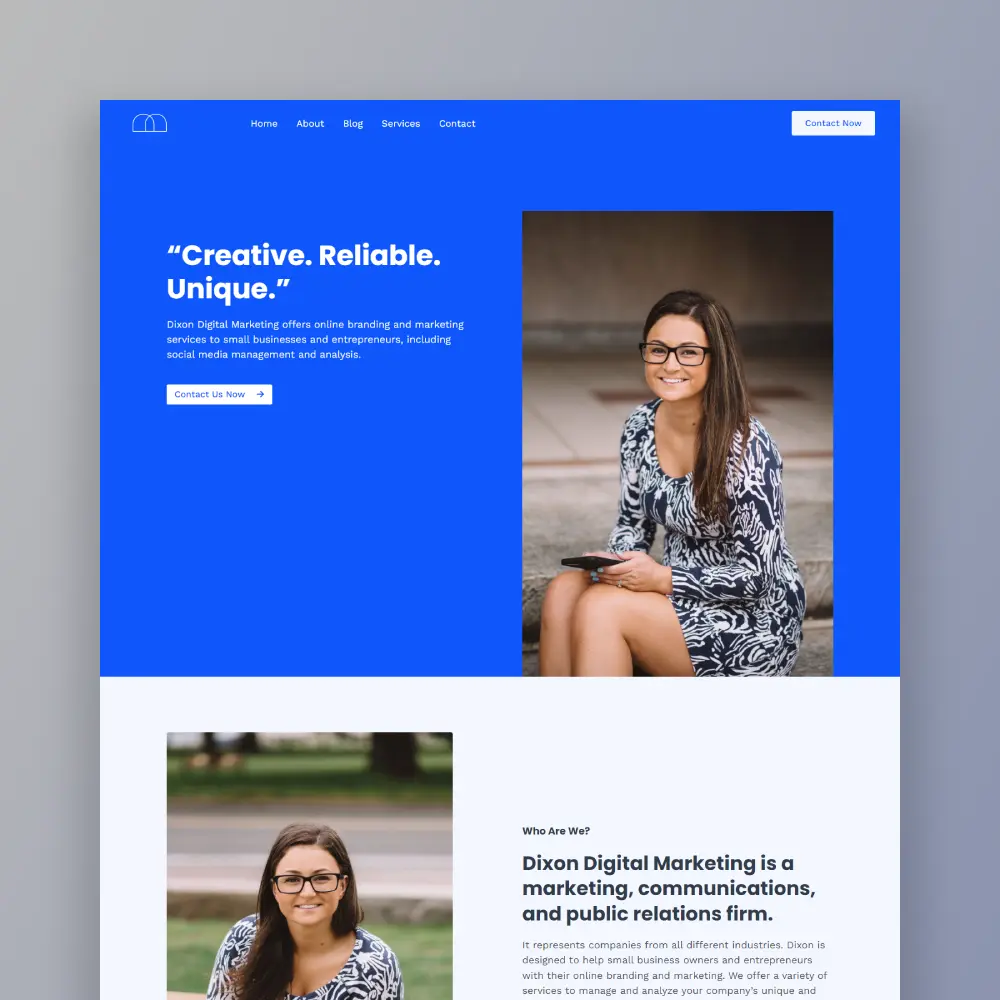 Home About Blog Services Contact
Contact Now
“Creative. Reliable.
Unique.”
Dixon Digital Marketing offers online branding and marketing
services to small businesses and entrepreneurs, including
social media management and analysis.
Contact Us Now
Who Are We?
Dixon Digital Marketing is a
marketing, communications,
and public relations firm.
It represents companies from all different industries. Dixon is
designed to help small business owners and entrepreneurs
with their online branding and marketing. We offer a variety of
services to manage and analyze your company's unique and